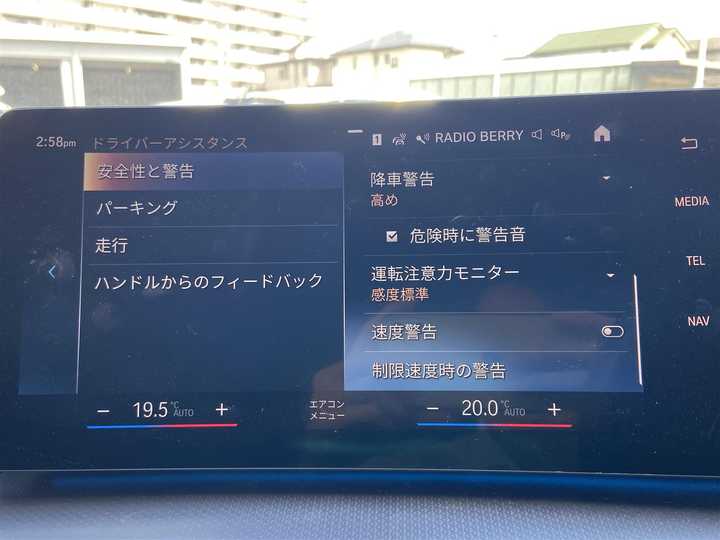 2:58pm ドライバーアシスタンス
1 RADIO BERRY P
安全性と警告
パーキング
走行
ハンドルからのフィードバック
降車警告
高め
危険時に警告音
運転注意力モニター
感度標準
速度警告
制限速度時の警告
MEDIA
TEL
NAV
− 19.5 °C AUTO +
エアコン
メニュー
− 20.0 °C AUTO +